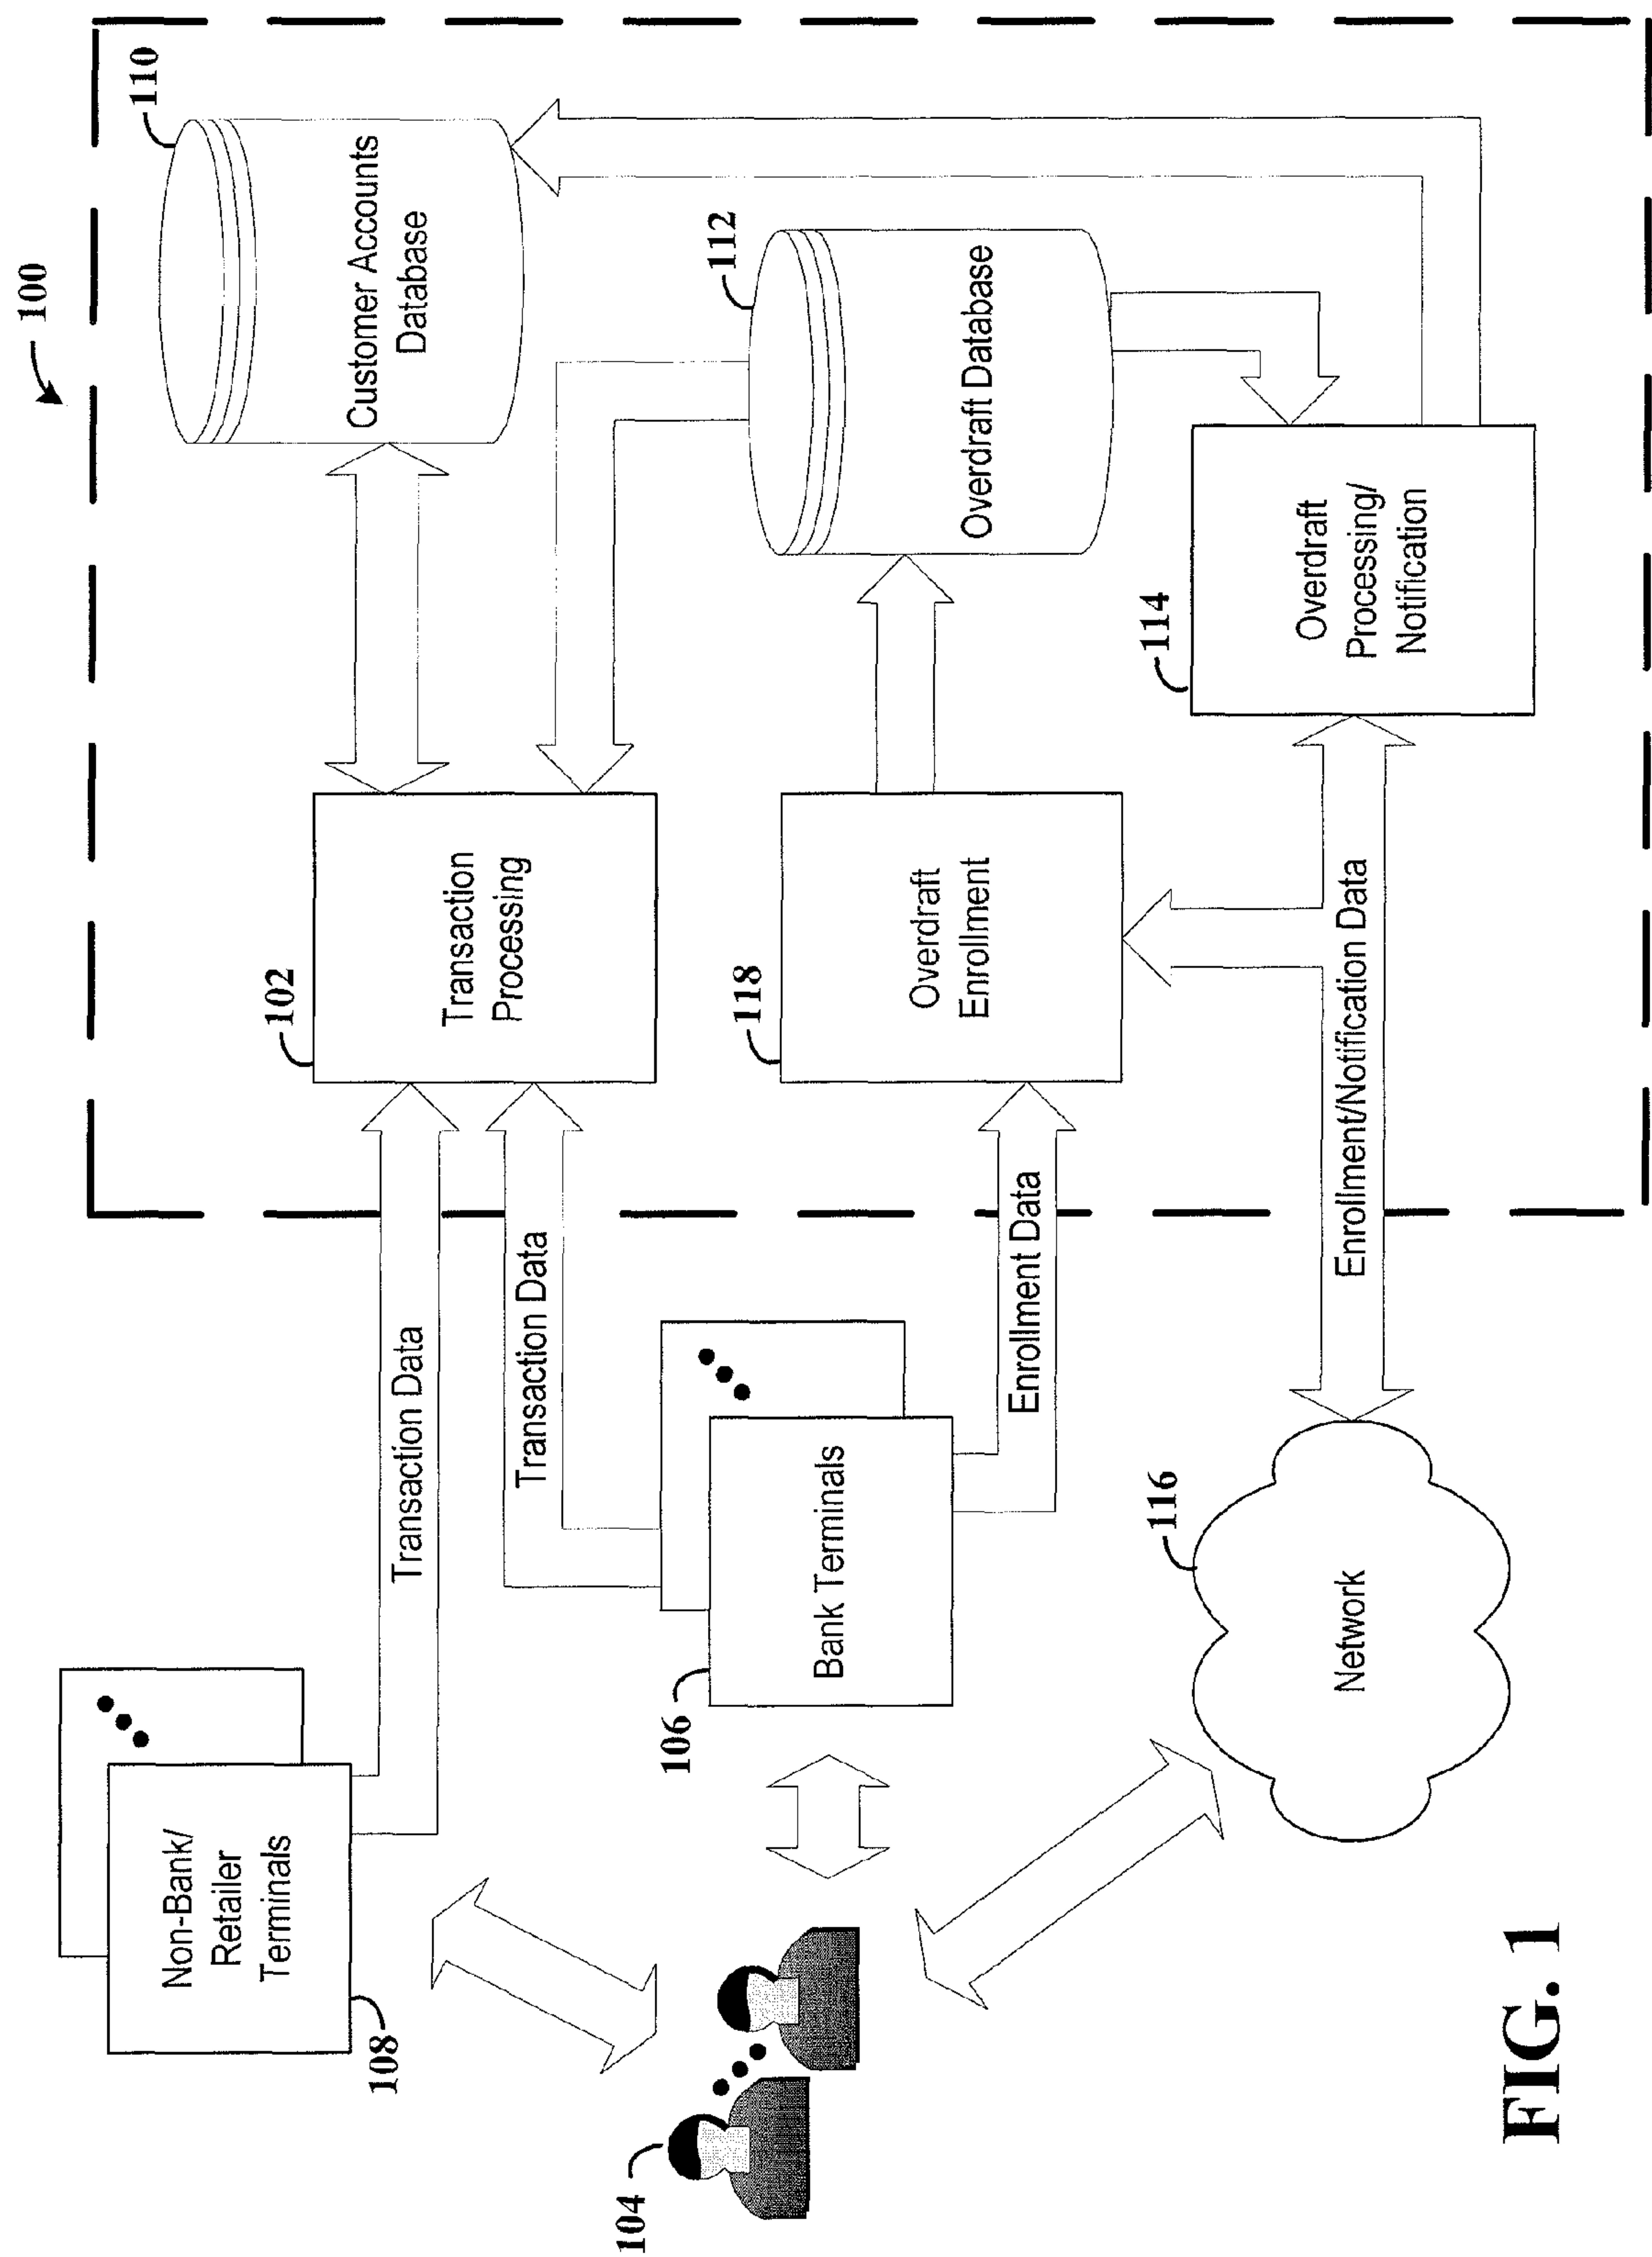 100
110
Customer Accounts
Database
102
Transaction
Processing
Transaction Data
Transaction Data
Non-Bank/
Retailer
Terminals
108
112
Overdraft Database
118
Overdraft
Enrollment
Enrollment Data
Bank Terminals
106
104
114
Overdraft
Processing/
Notification
Enrollment/Notification Data
116
Network
FIG. 1